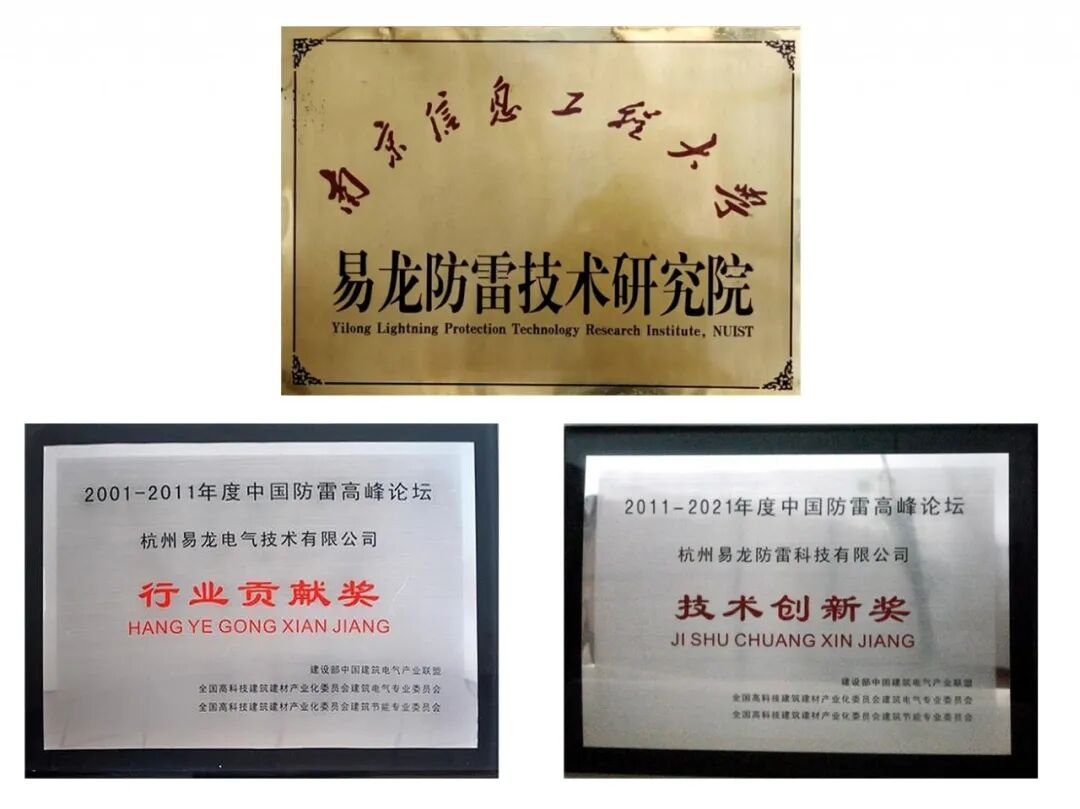 南京信息工程大学
易龙防雷技术研究院
Yilong Lightning Protection Technology Research Institute, NUIST
2001-2011年度中国防雷高峰论坛
杭州易龙电气技术有限公司
行业贡献奖
HANG YE GONG XIAN JIANG
建设部中国建筑电气产业联盟
全国高科技建筑建材产业化委员会建筑电气专业委员会
全国高科技建筑建材产业化委员会建筑节能专业委员会
2011-2021年度中国防雷高峰论坛
杭州易龙防雷科技有限公司
技术创新奖
JI SHU CHUANG XIN JIANG
建设部中国建筑电气产业联盟
全国高科技建筑建材产业化委员会建筑电气专业委员会
全国高科技建筑建材产业化委员会建筑节能专业委员会